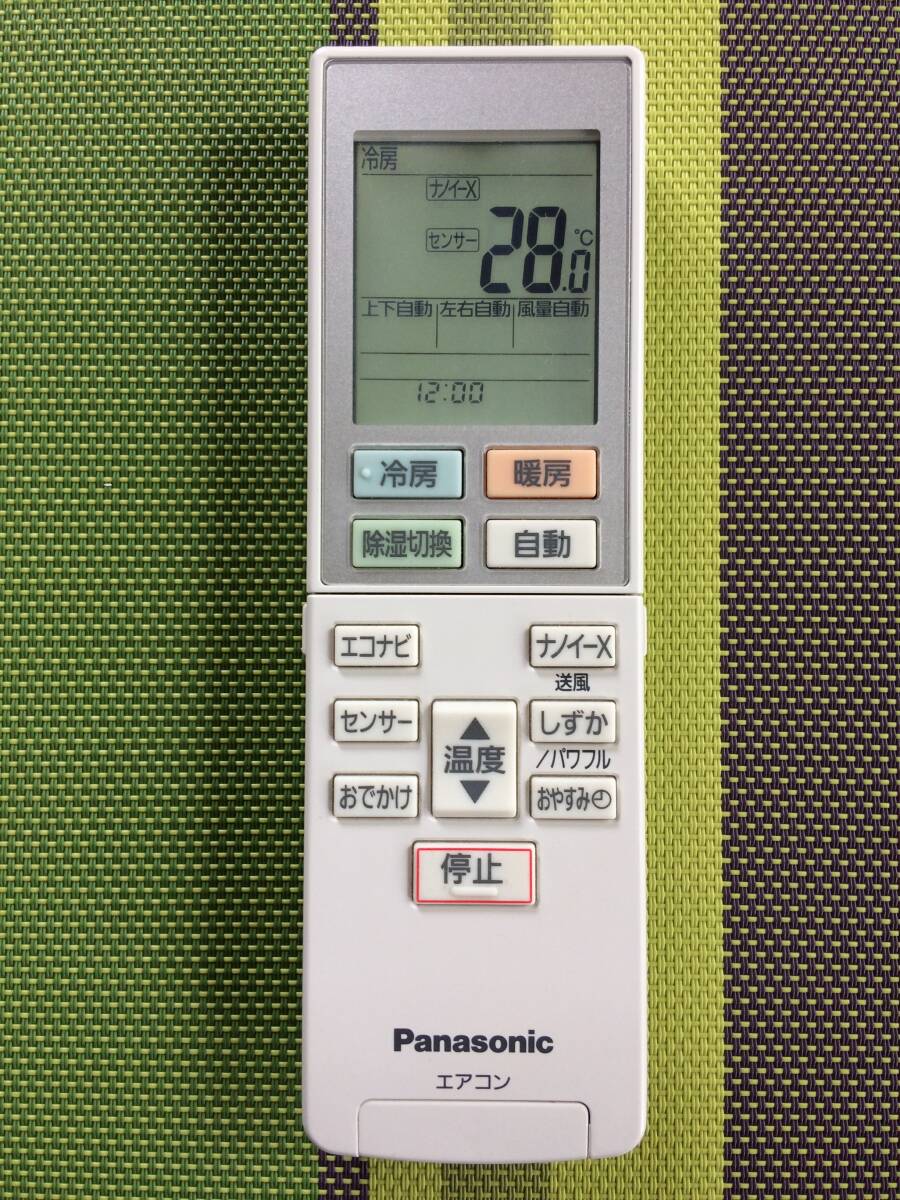 冷房
ナノイーX
センサー 28.0℃
上下自動 左右自動 風量自動
12:00
冷房 暖房
除湿切換 自動
エコナビ ナノイーX
送風
センサー 温度 しずか
/パワフル
おでかけ おやすみ
停止
Panasonic
エアコン